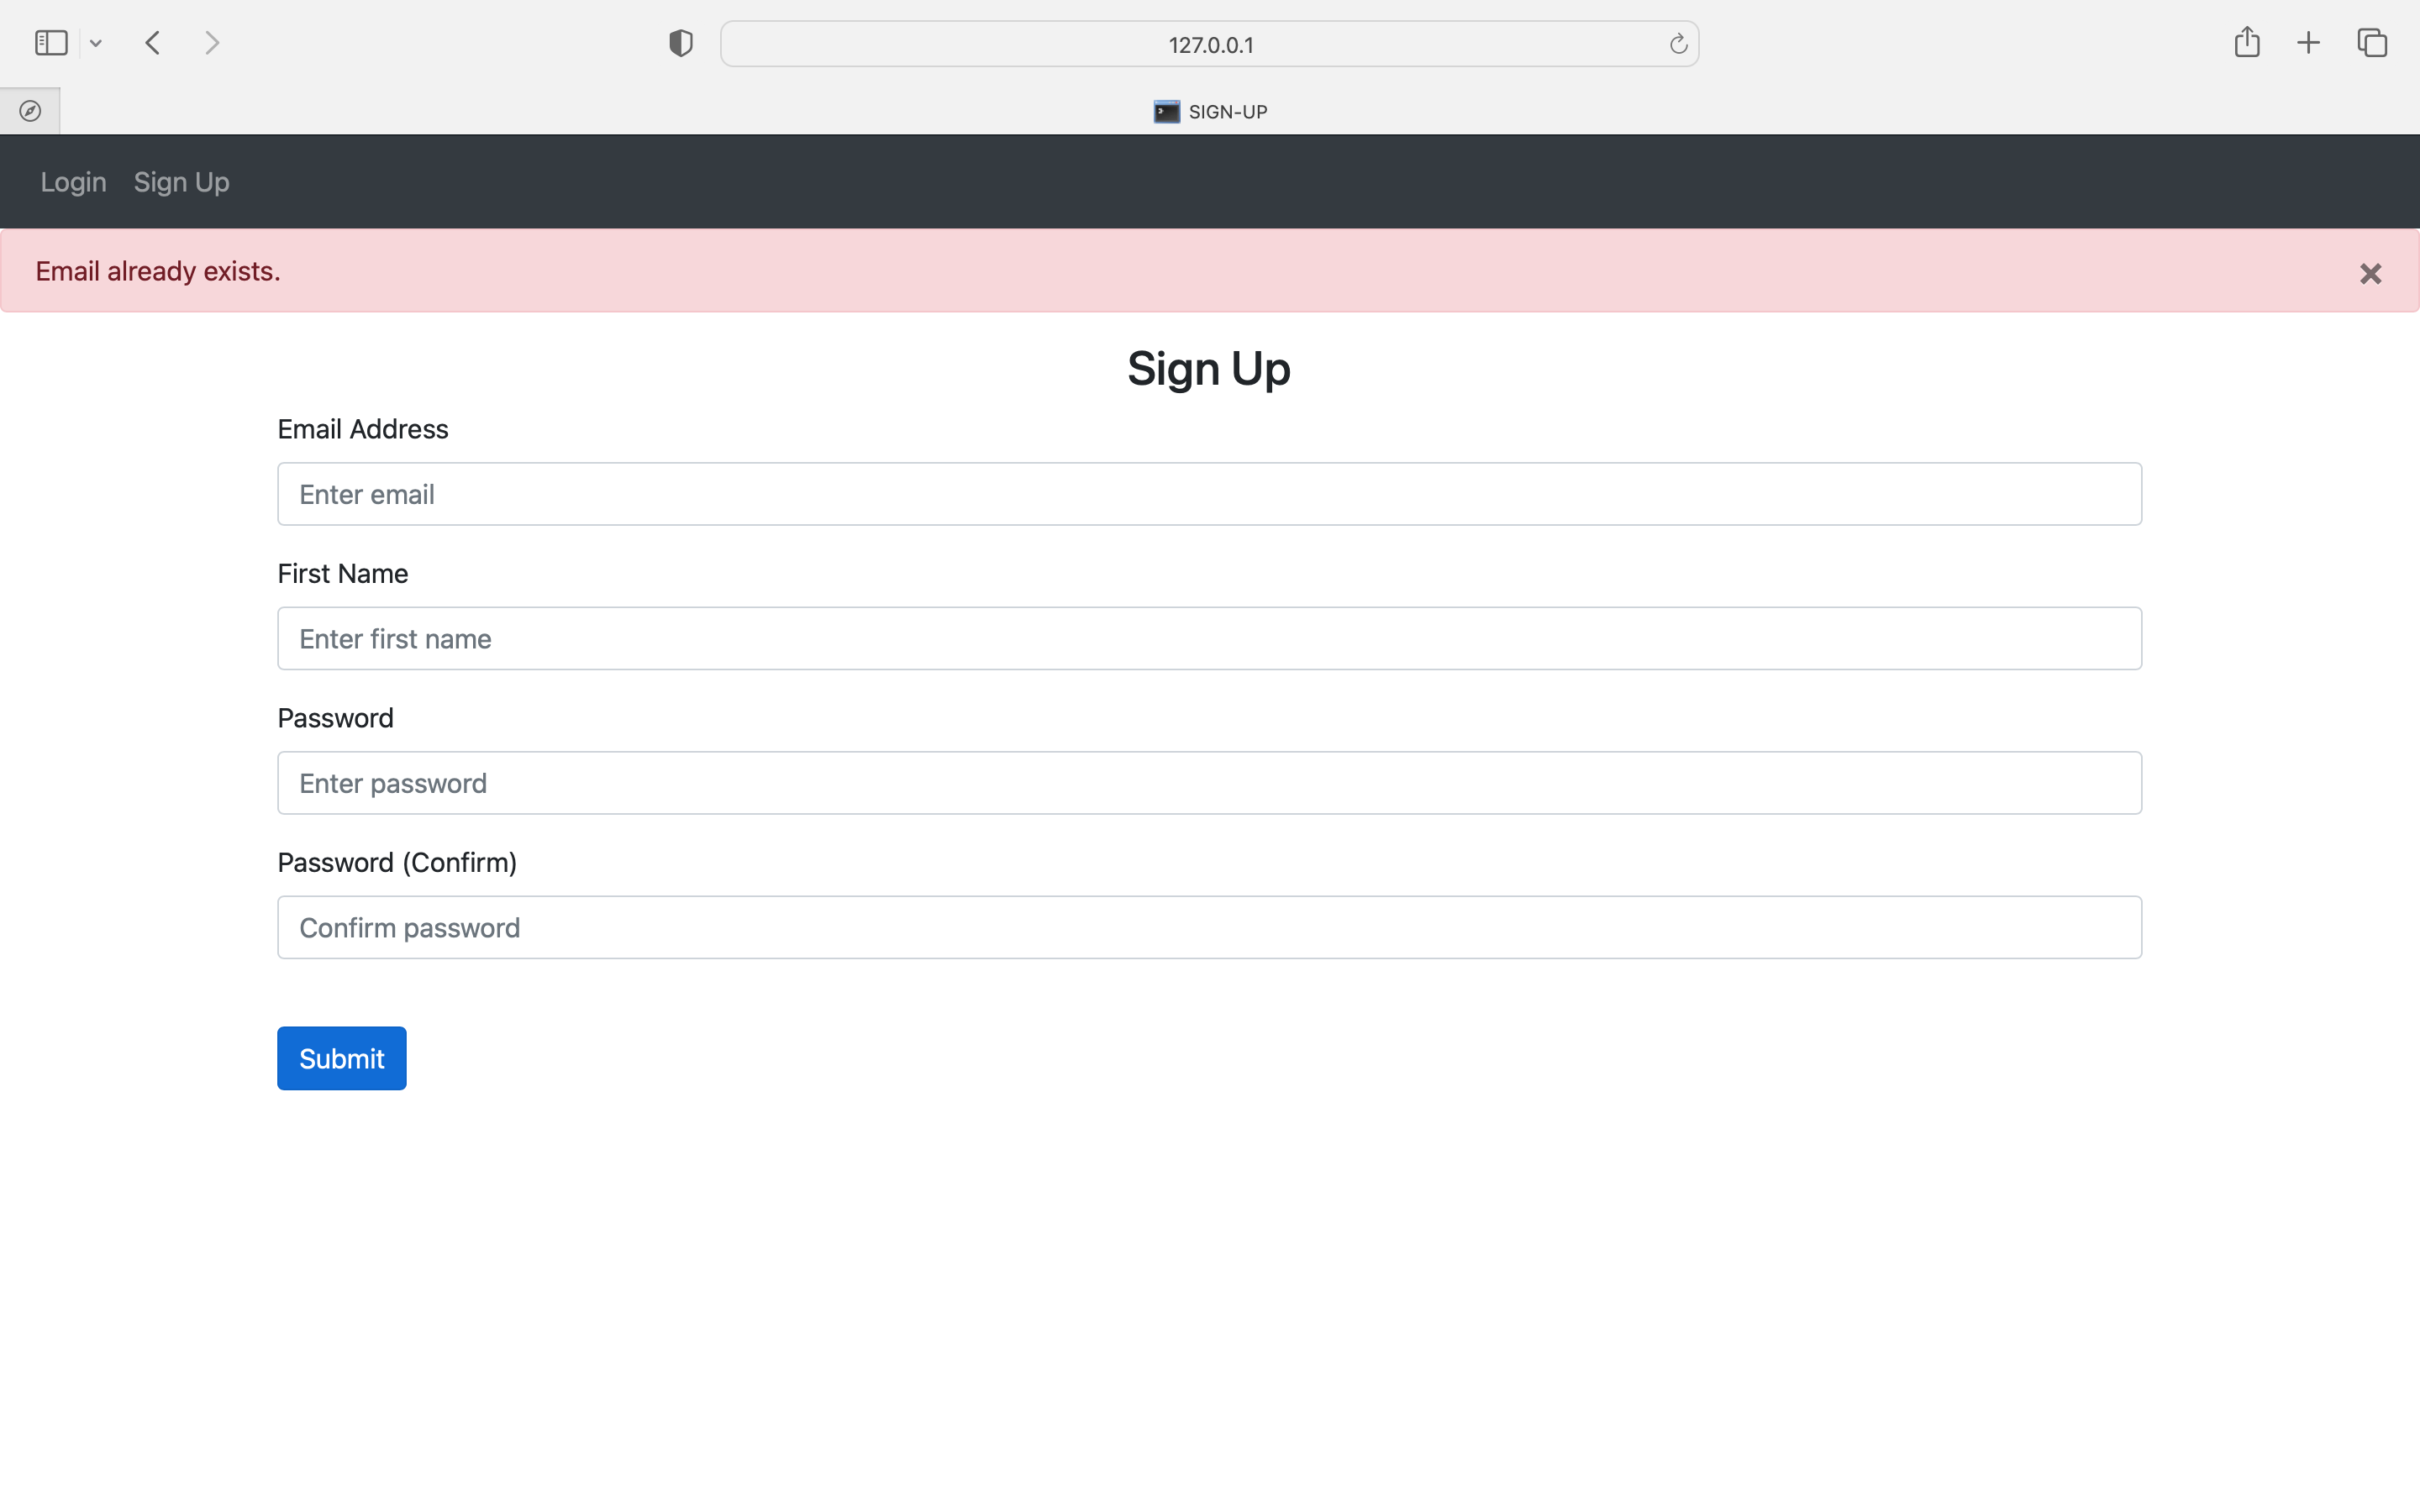 127.0.0.1
SIGN-UP
Login Sign Up
Email already exists.
Sign Up
Email Address
Enter email
First Name
Enter first name
Password
Enter password
Password (Confirm)
Confirm password
Submit